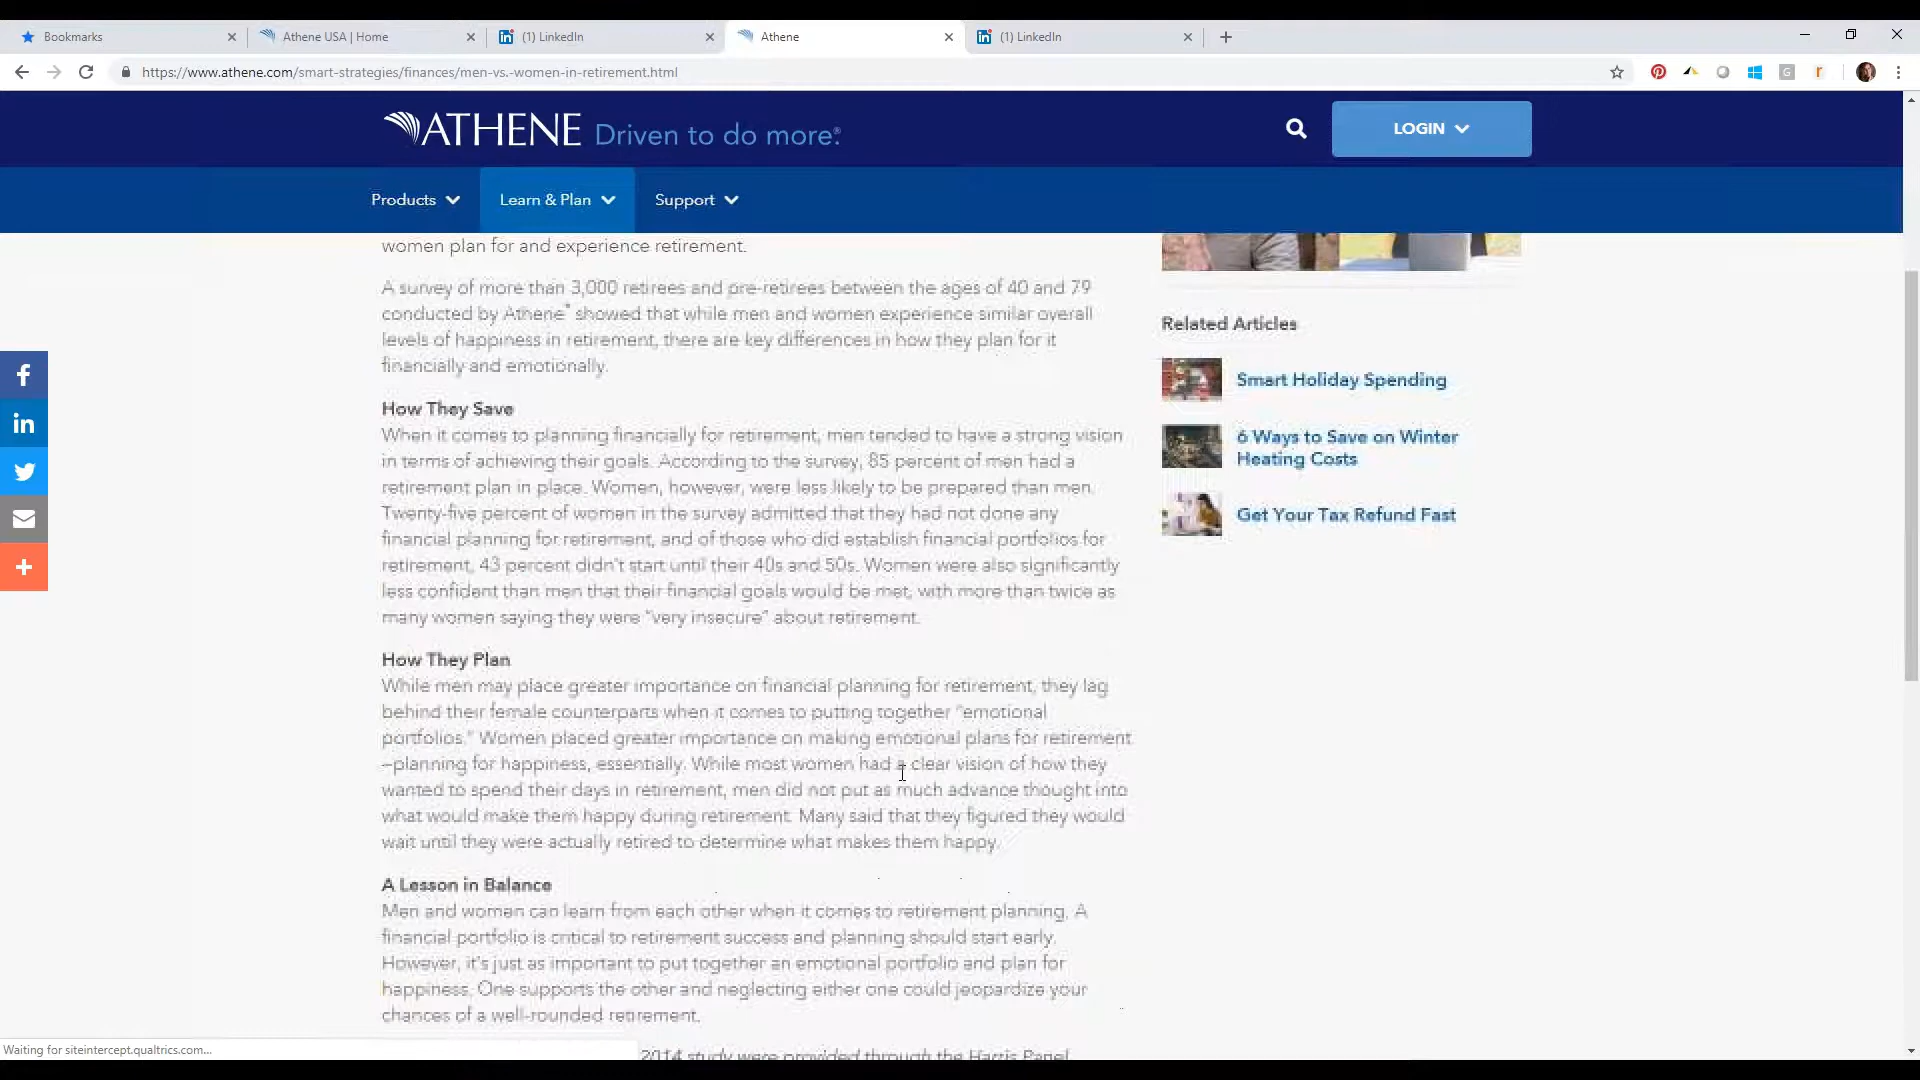 Bookmarks
Athene USA | Home
(1) LinkedIn
Athene
(1) LinkedIn
https://www.athene.com/smart-strategies/finances/men-vs.-women-in-retirement.html
ATHENE Driven to do more.®
LOGIN
Products
Learn & Plan
Support
women plan for and experience retirement.
A survey of more than 3,000 retirees and pre-retirees between the ages of 40 and 79
conducted by Athene* showed that while men and women experience similar overall
levels of happiness in retirement, there are key differences in how they plan for it
financially and emotionally.
How They Save
When it comes to planning financially for retirement, men tended to have a strong vision
in terms of achieving their goals. According to the survey, 85 percent of men had a
retirement plan in place. Women, however, were less likely to be prepared than men.
Twenty-five percent of women in the survey admitted that they had not done any
financial planning for retirement, and of those who did establish financial portfolios for
retirement, 43 percent didn't start until their 40s and 50s. Women were also significantly
less confident than men that their financial goals would be met, with more than twice as
many women saying they were "very insecure" about retirement.
How They Plan
While men may place greater importance on financial planning for retirement, they lag
behind their female counterparts when it comes to putting together "emotional
portfolios." Women placed greater importance on making emotional plans for retirement
—planning for happiness, essentially. While most women had a clear vision of how they
wanted to spend their days in retirement, men did not put as much advance thought into
what would make them happy during retirement. Many said that they figured they would
wait until they were actually retired to determine what makes them happy.
A Lesson in Balance
Men and women can learn from each other when it comes to retirement planning. A
financial portfolio is critical to retirement success and planning should start early.
However, it's just as important to put together an emotional portfolio and plan for
happiness. One supports the other and neglecting either one could jeopardize your
chances of a well-rounded retirement.
2014 study were provided through the Harris Panel,
Related Articles
Smart Holiday Spending
6 Ways to Save on Winter
Heating Costs
Get Your Tax Refund Fast
Waiting for siteintercept.qualtrics.com...